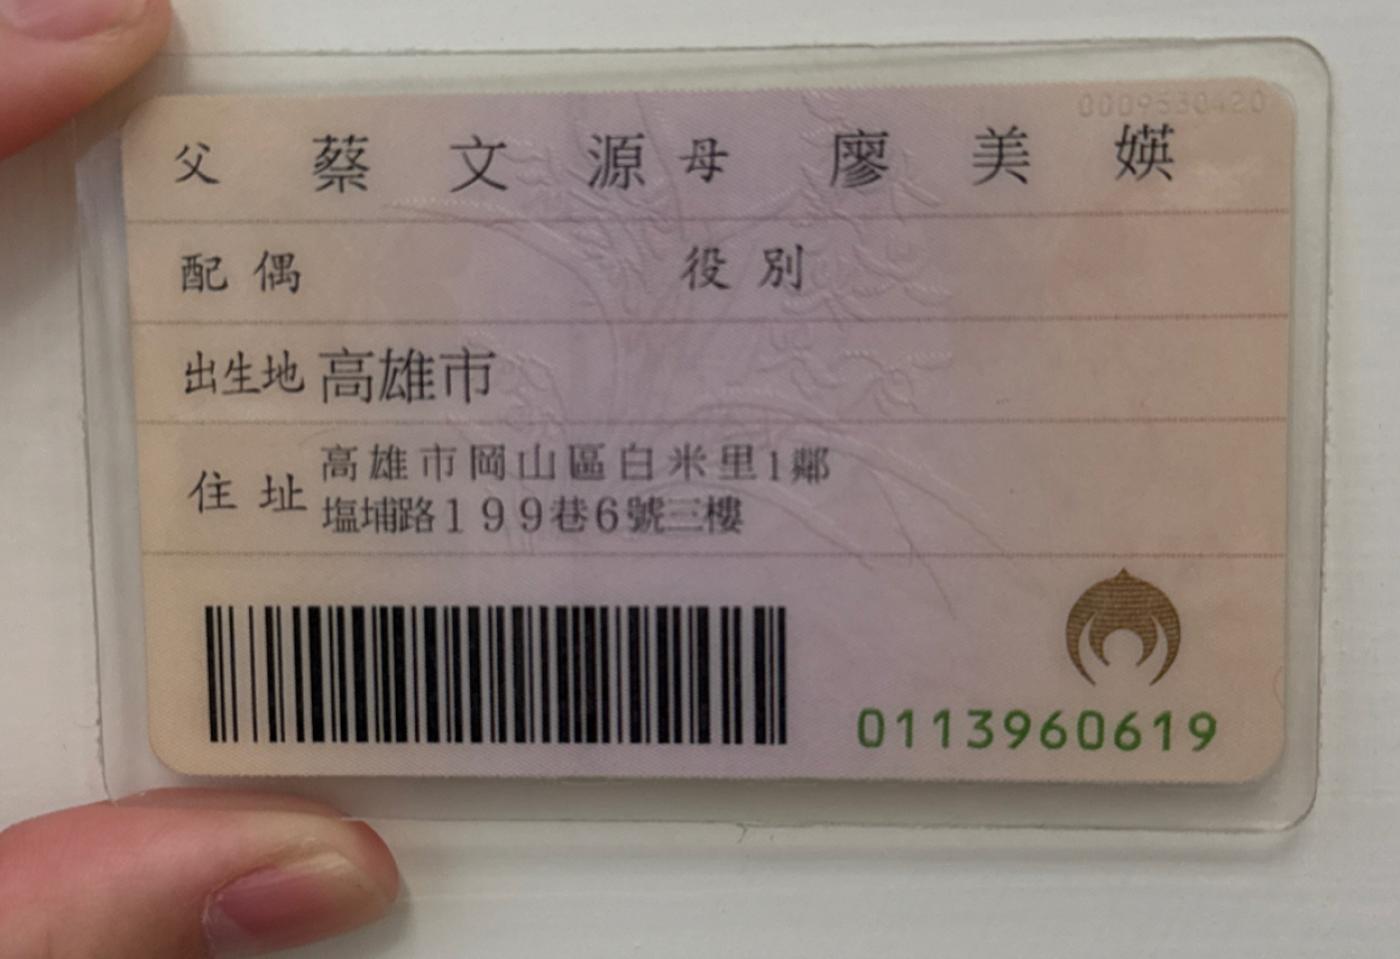 0009530420
父 蔡文源 母 廖美媖
配偶 役別
出生地 高雄市
住址 高雄市岡山區白米里1鄰
塩埔路199巷6號三樓
0113960619